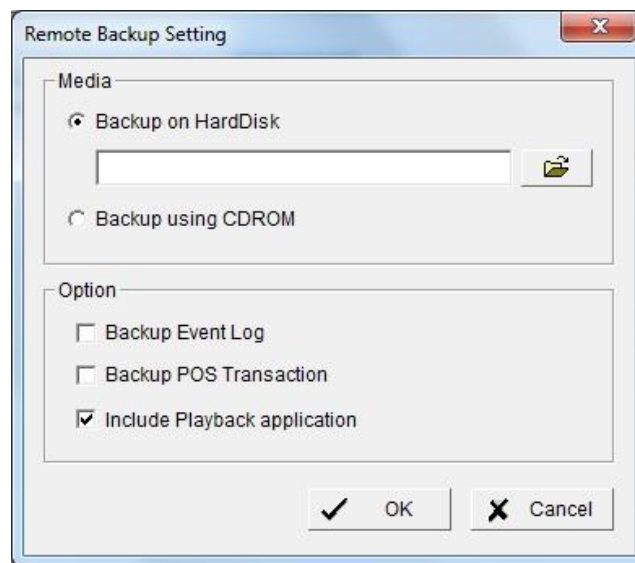 Remote Backup Setting
Media
Backup on HardDisk
Backup using CDROM
Option
Backup Event Log
Backup POS Transaction
Include Playback application
OK
Cancel